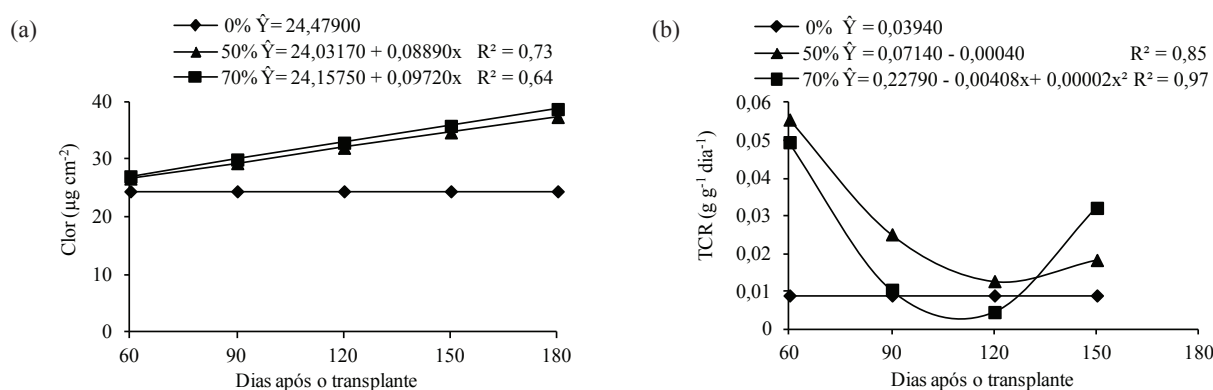 (a)
0% Ŷ= 24,47900
50% Ŷ= 24,03170 + 0,08890x R² = 0,73
70% Ŷ= 24,15750 + 0,09720x R² = 0,64
40
30
20
10
0
Clor (µg cm⁻²)
60 90 120 150 180
Dias após o transplante
(b)
0% Ŷ = 0,03940
50% Ŷ = 0,07140 - 0,00040 R² = 0,85
70% Ŷ= 0,22790 - 0,00408x+ 0,00002x² R² = 0,97
0,06
0,05
0,04
0,03
0,02
0,01
0
TCR (g g⁻¹ dia⁻¹)
60 90 120 150 180
Dias após o transplante